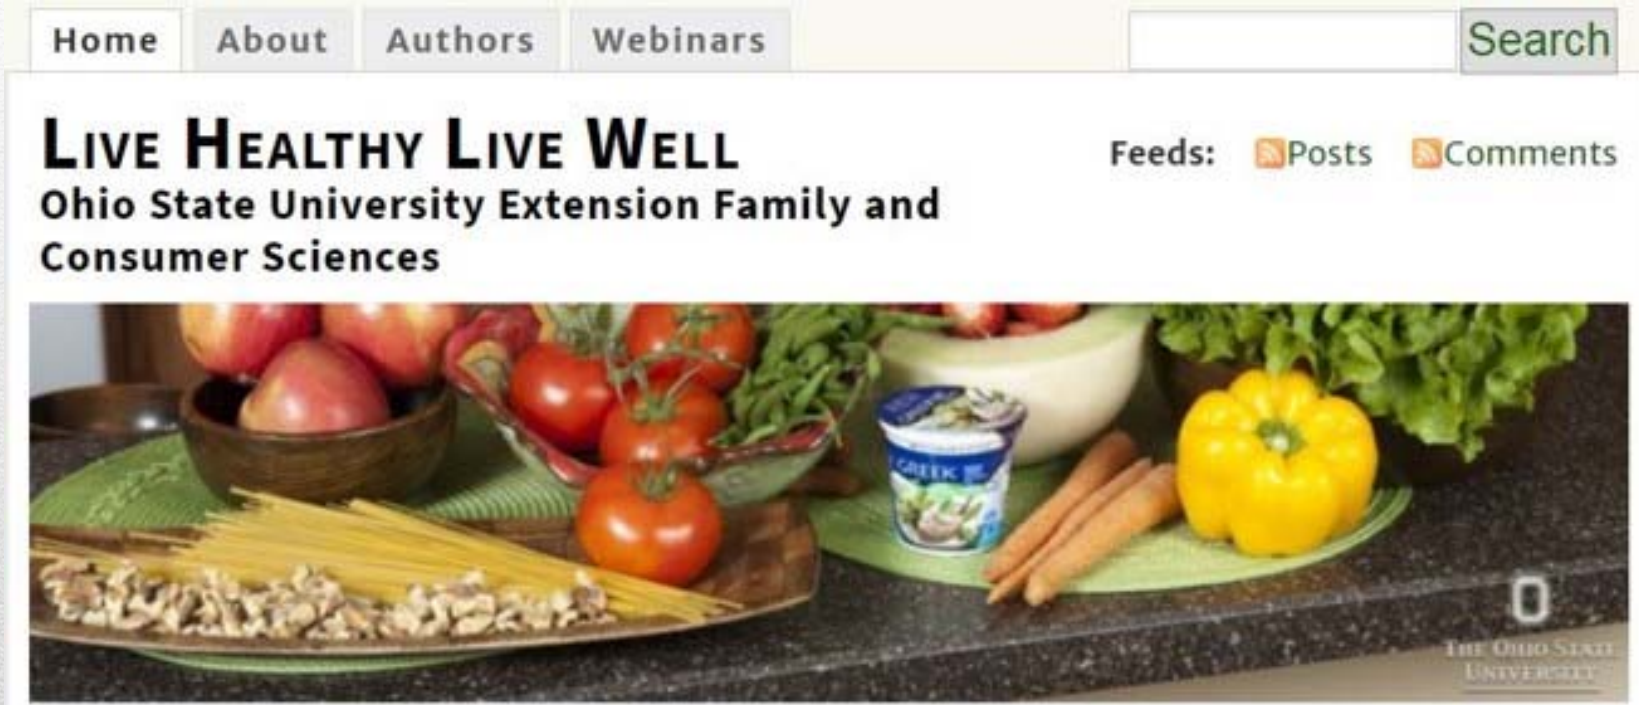 Home About Authors Webinars Search
LIVE HEALTHY LIVE WELL
Feeds: Posts Comments
Ohio State University Extension Family and
Consumer Sciences
GREEK
O
THE OHIO STATE
UNIVERSITY